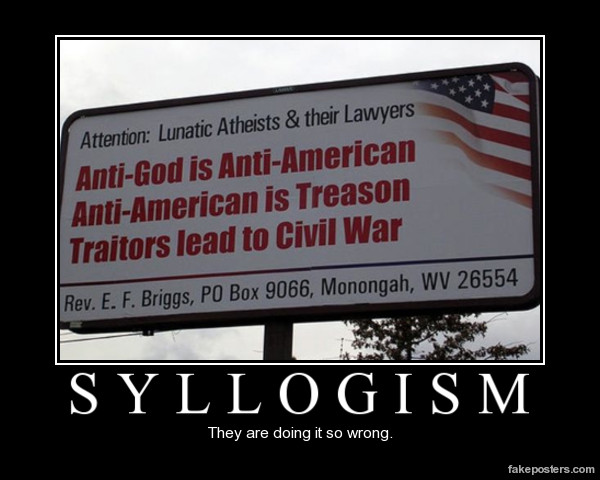 Attention: Lunatic Atheists & their Lawyers
Anti-God is Anti-American
Anti-American is Treason
Traitors lead to Civil War
Rev. E. F. Briggs, PO Box 9066, Monongah, WV 26554
SYLLOGISM
They are doing it so wrong.
fakeposters.com